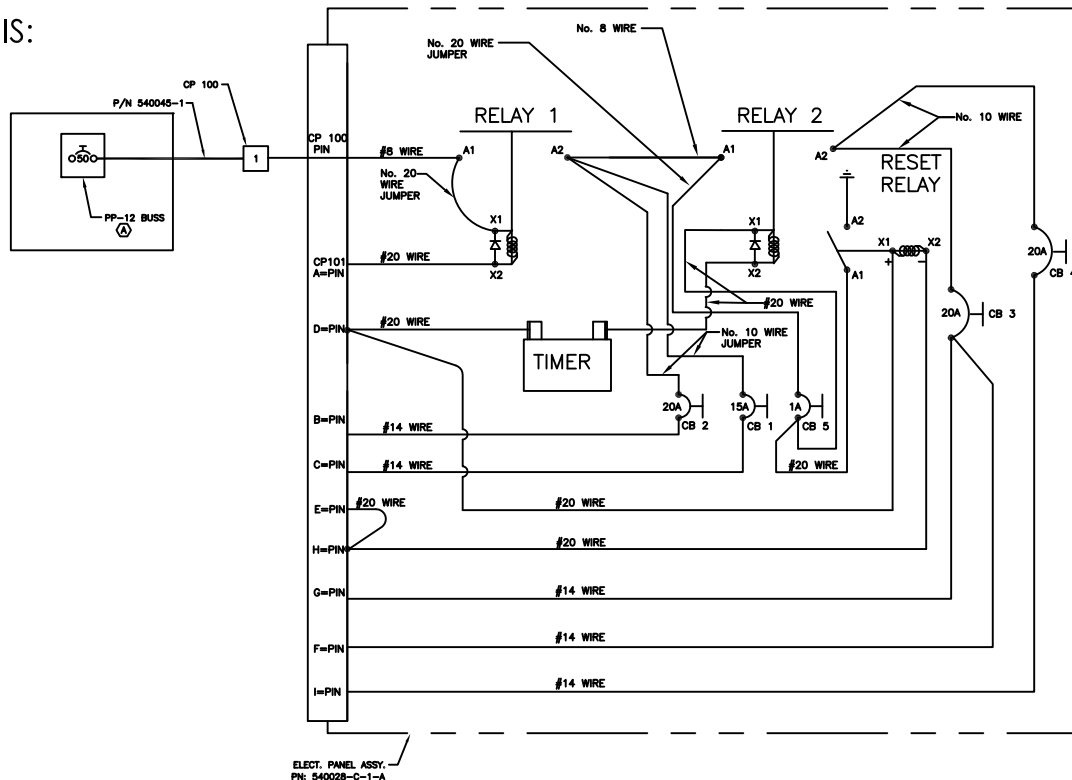 IS:
No. 8 WIRE
No. 20 WIRE
JUMPER
CP 100
P/N 540045-1
RELAY 1
RELAY 2
No. 10 WIRE
50
1
CP 100
PIN
#8 WIRE
A1
A2
A1
A2
RESET
RELAY
No. 20
WIRE
JUMPER
PP-12 BUSS
A
X1
X1
A2
CP101
A=PIN
#20 WIRE
X2
X2
X1
X2
+
-
A1
20A
CB 4
#20 WIRE
D=PIN
#20 WIRE
TIMER
No. 10 WIRE
JUMPER
20A
CB 3
B=PIN
#14 WIRE
20A
CB 2
15A
CB 1
1A
CB 5
C=PIN
#14 WIRE
#20 WIRE
E=PIN
#20 WIRE
#20 WIRE
H=PIN
#20 WIRE
G=PIN
#14 WIRE
F=PIN
#14 WIRE
I=PIN
#14 WIRE
ELECT. PANEL ASSY.
PN: 540028-C-1-A